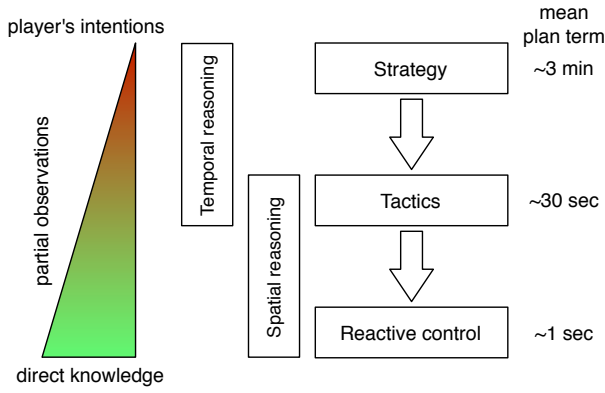 player's intentions
partial observations
direct knowledge
Temporal reasoning
Spatial reasoning
mean
plan term
Strategy
~3 min
Tactics
~30 sec
Reactive control
~1 sec